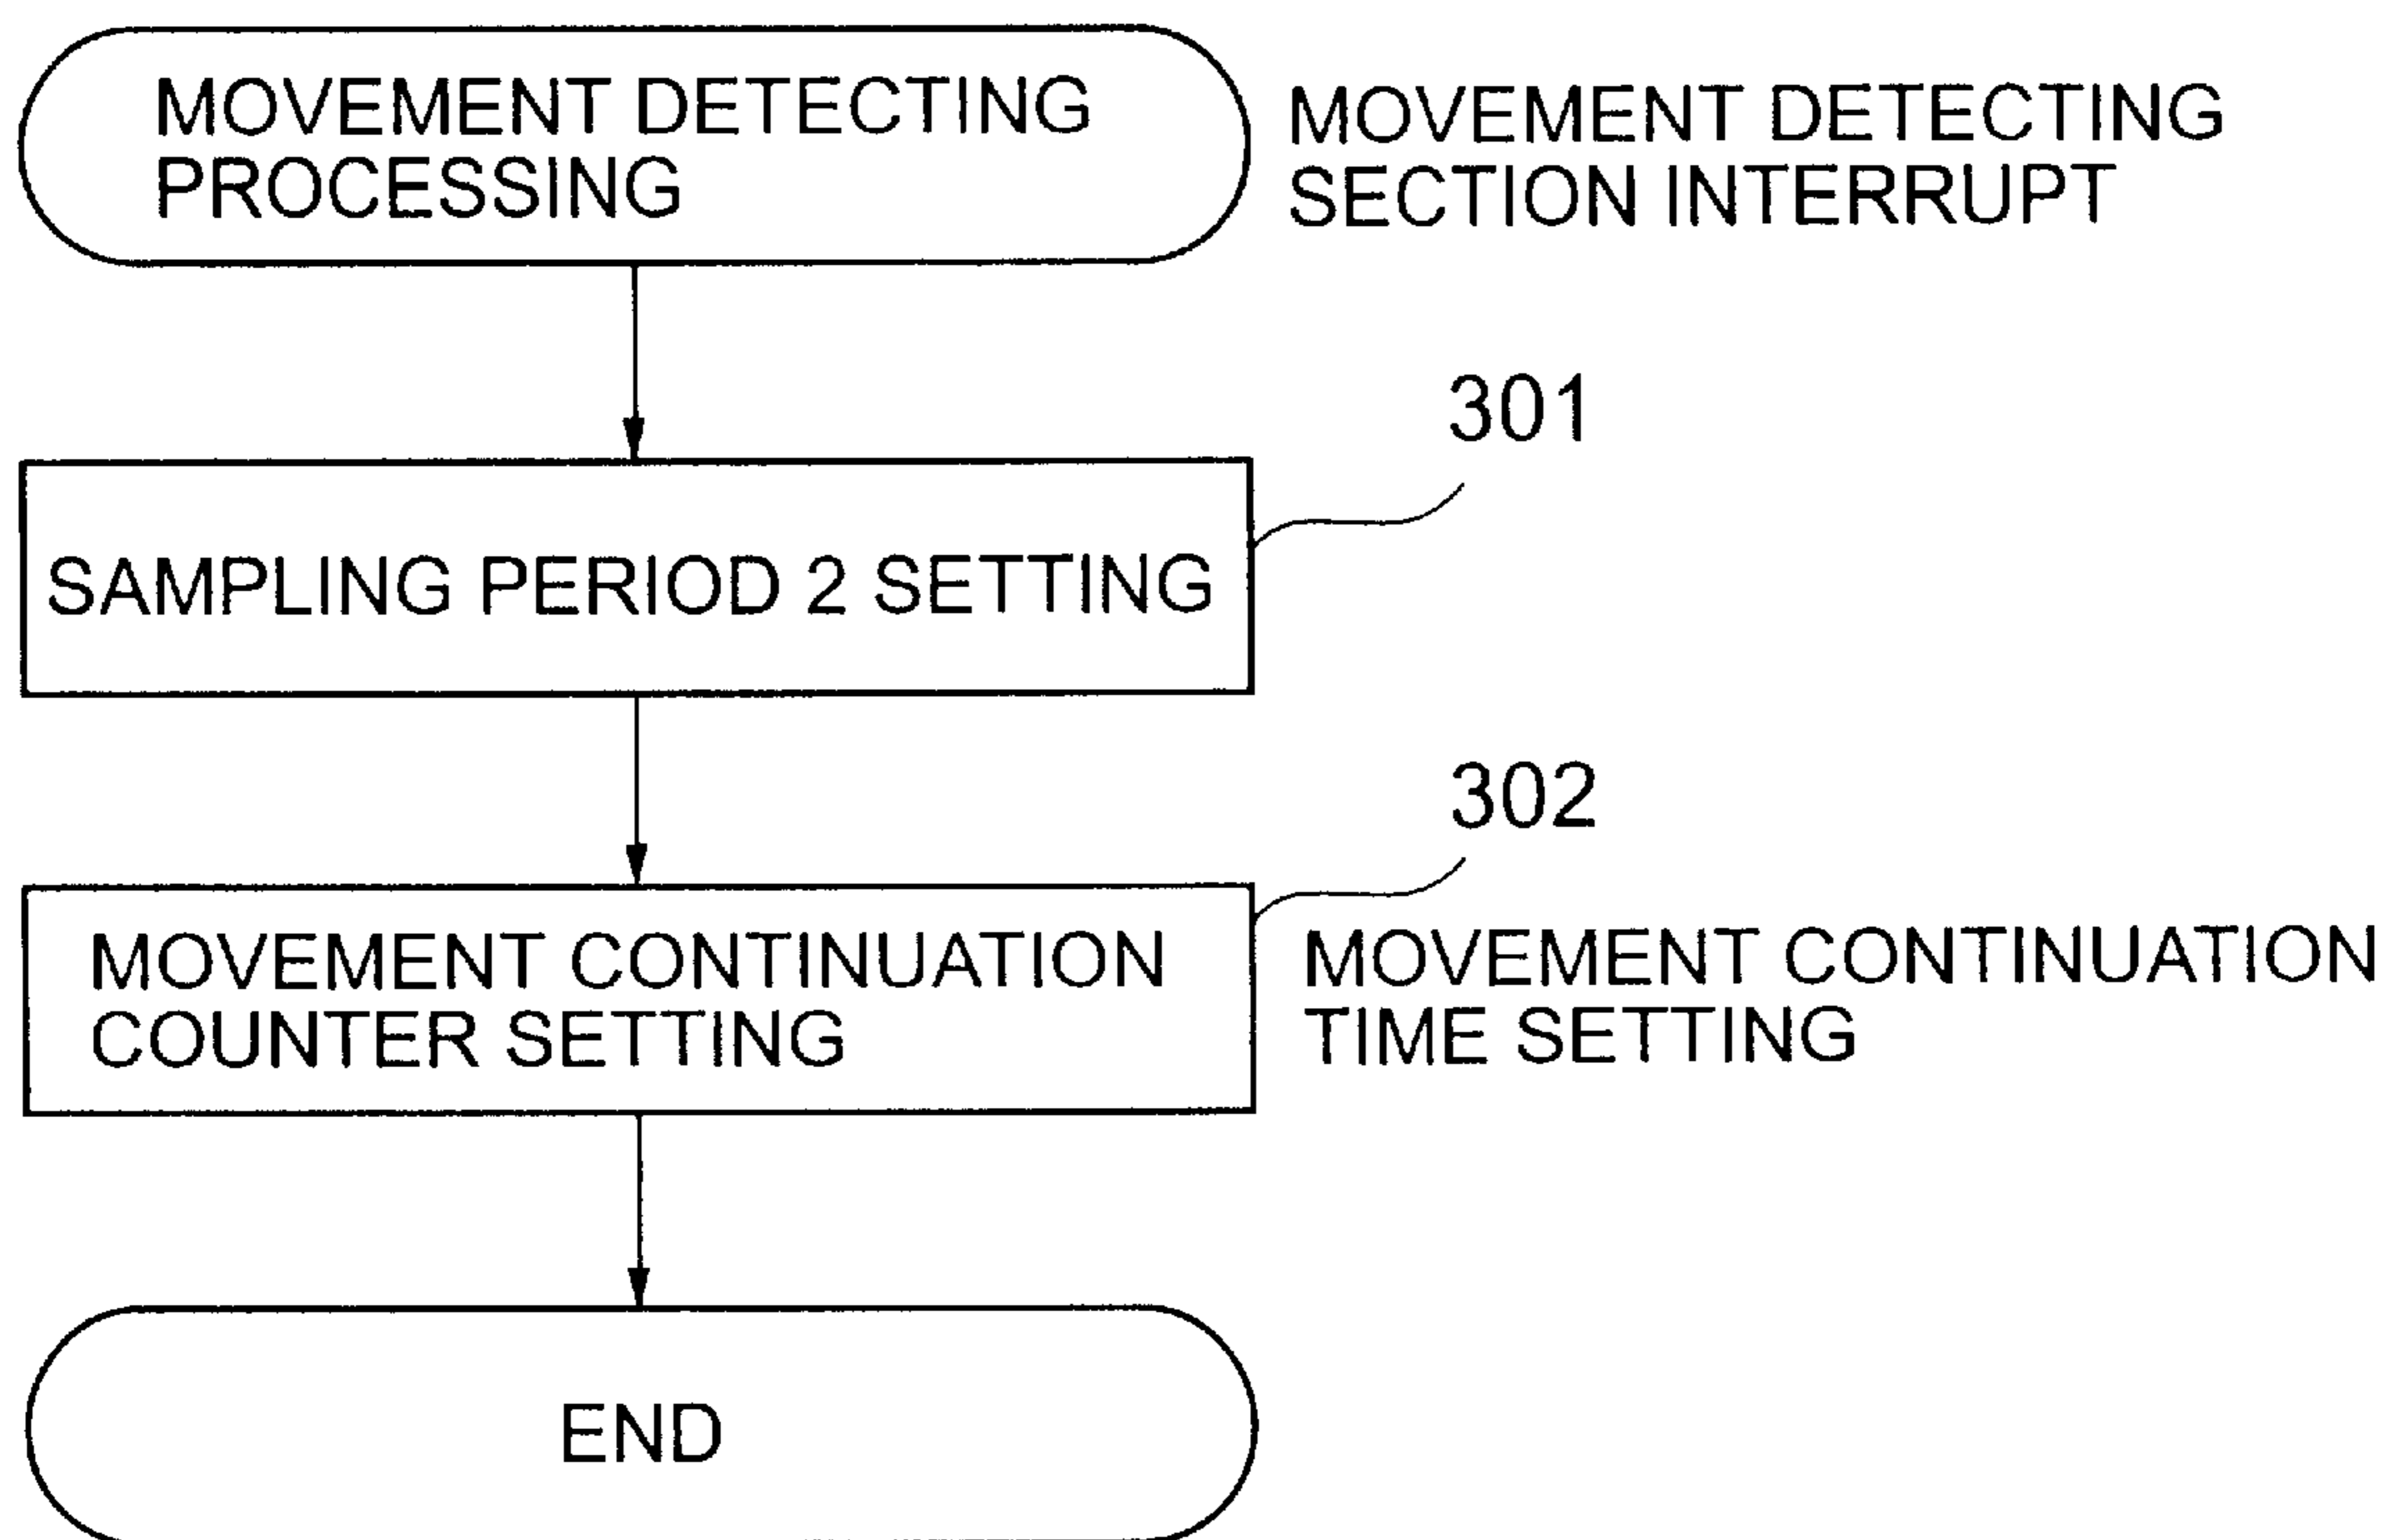 MOVEMENT DETECTING
PROCESSING
MOVEMENT DETECTING
SECTION INTERRUPT
301
SAMPLING PERIOD 2 SETTING
302
MOVEMENT CONTINUATION
COUNTER SETTING
MOVEMENT CONTINUATION
TIME SETTING
END